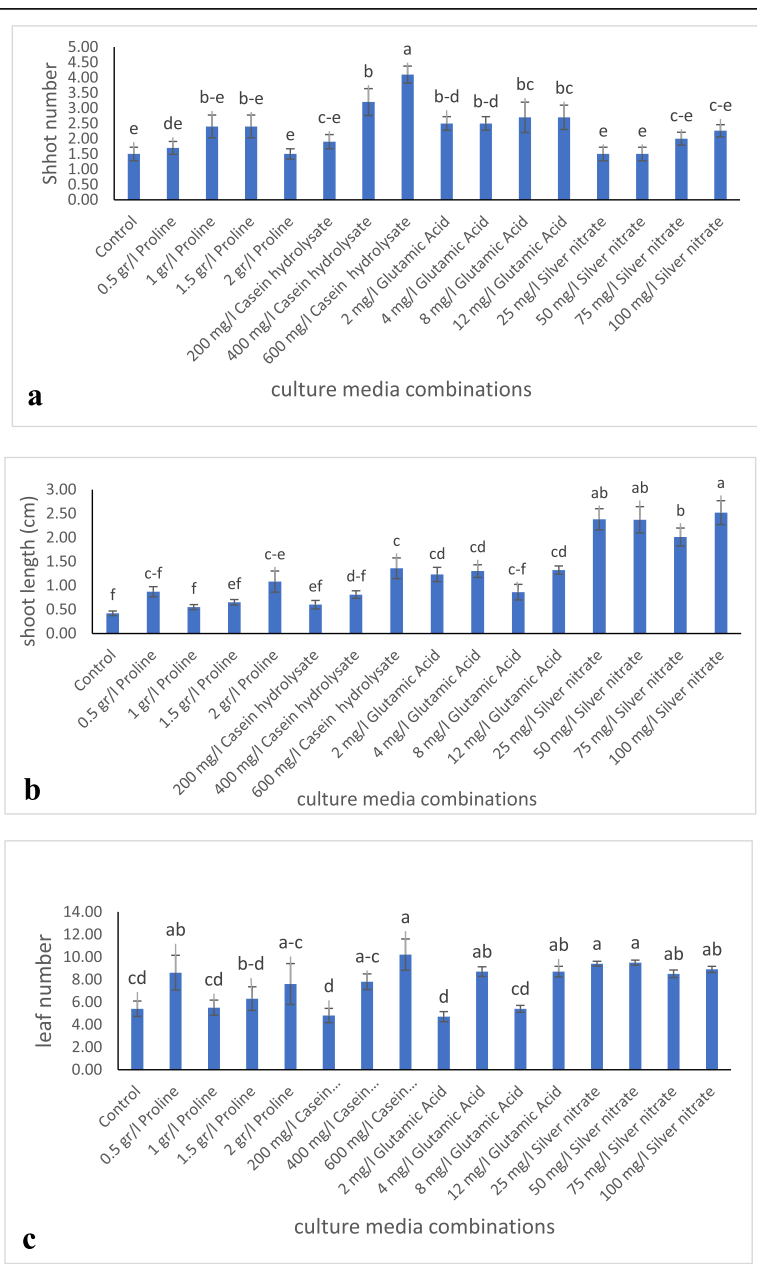 5.00
4.50
4.00
3.50
3.00
2.50
2.00
1.50
1.00
0.50
0.00
Shhot number
e de b-e b-e e c-e b a b-d b-d bc bc e e c-e c-e
Control
0.5 gr/l Proline
1 gr/l Proline
1.5 gr/l Proline
2 gr/l Proline
200 mg/l Casein hydrolysate
400 mg/l Casein hydrolysate
600 mg/l Casein hydrolysate
2 mg/l Glutamic Acid
4 mg/l Glutamic Acid
8 mg/l Glutamic Acid
12 mg/l Glutamic Acid
25 mg/l Silver nitrate
50 mg/l Silver nitrate
75 mg/l Silver nitrate
100 mg/l Silver nitrate
culture media combinations
a
3.00
2.50
2.00
1.50
1.00
0.50
0.00
shoot length (cm)
f c-f f ef c-e ef d-f c cd cd c-f cd ab ab b a
Control
0.5 gr/l Proline
1 gr/l Proline
1.5 gr/l Proline
2 gr/l Proline
200 mg/l Casein hydrolysate
400 mg/l Casein hydrolysate
600 mg/l Casein hydrolysate
2 mg/l Glutamic Acid
4 mg/l Glutamic Acid
8 mg/l Glutamic Acid
12 mg/l Glutamic Acid
25 mg/l Silver nitrate
50 mg/l Silver nitrate
75 mg/l Silver nitrate
100 mg/l Silver nitrate
culture media combinations
b
14.00
12.00
10.00
8.00
6.00
4.00
2.00
0.00
leaf number
cd ab cd b-d a-c d a-c a d ab cd ab a a ab ab
Control
0.5 gr/l Proline
1 gr/l Proline
1.5 gr/l Proline
2 gr/l Proline
200 mg/l Casein...
400 mg/l Casein...
600 mg/l Casein...
2 mg/l Glutamic Acid
4 mg/l Glutamic Acid
8 mg/l Glutamic Acid
12 mg/l Glutamic Acid
25 mg/l Silver nitrate
50 mg/l Silver nitrate
75 mg/l Silver nitrate
100 mg/l Silver nitrate
culture media combinations
c